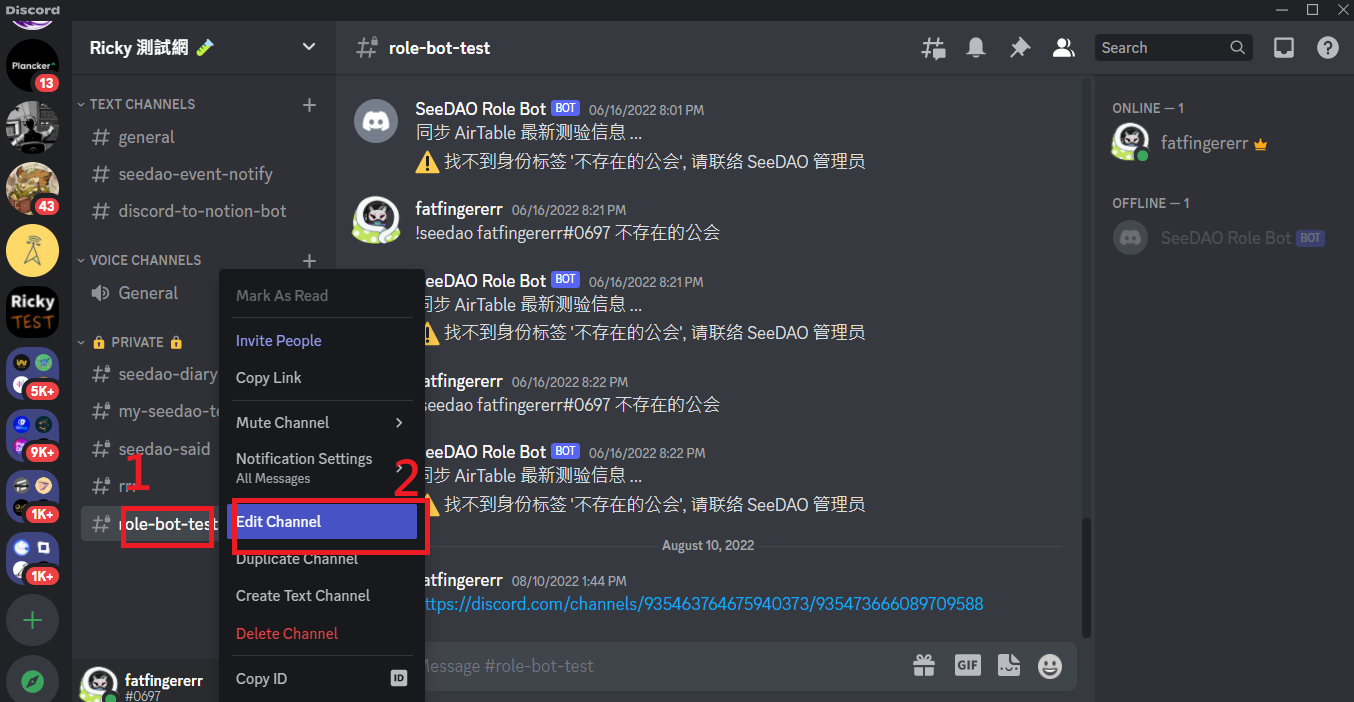 Discord
Plancker^
13
43
Ricky
TEST
5K+
9K+
1K+
1K+
Ricky 測試網
TEXT CHANNELS
general
seedao-event-notify
discord-to-notion-bot
VOICE CHANNELS
General
PRIVATE
seedao-diary
my-seedao-te
seedao-said
rrr
role-bot-test
1
fatfingererr
#0697
Mark As Read
Invite People
Copy Link
Mute Channel
Notification Settings
All Messages
2
Edit Channel
Duplicate Channel
Create Text Channel
Delete Channel
Copy ID
ID
role-bot-test
Search
SeeDAO Role Bot BOT 06/16/2022 8:01 PM
同步 AirTable 最新测验信息 ...
找不到身份标签 '不存在的公会', 请联络 SeeDAO 管理员
fatfingererr 06/16/2022 8:21 PM
!seedao fatfingererr#0697 不存在的公会
SeeDAO Role Bot BOT 06/16/2022 8:21 PM
同步 AirTable 最新测验信息 ...
找不到身份标签 '不存在的公会', 请联络 SeeDAO 管理员
fatfingererr 06/16/2022 8:22 PM
seedao fatfingererr#0697 不存在的公会
SeeDAO Role Bot BOT 06/16/2022 8:22 PM
同步 AirTable 最新测验信息 ...
找不到身份标签 '不存在的公会', 请联络 SeeDAO 管理员
August 10, 2022
fatfingererr 08/10/2022 1:44 PM
https://discord.com/channels/935463764675940373/935473666089709588
Message #role-bot-test
GIF
ONLINE — 1
fatfingererr
OFFLINE — 1
SeeDAO Role Bot BOT